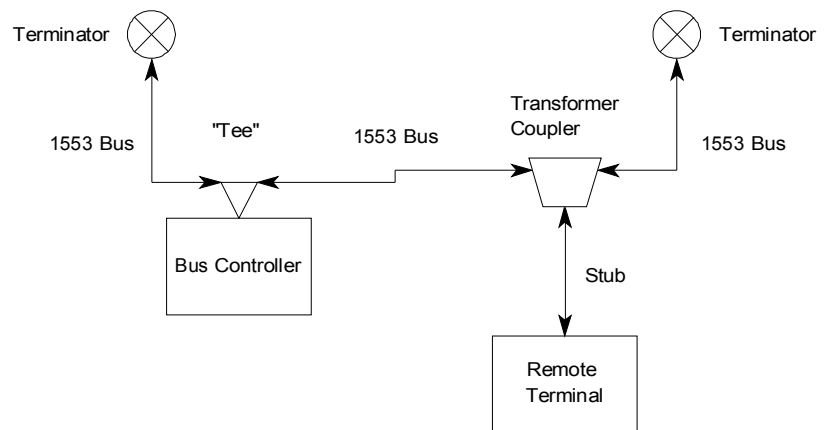 Terminator
Terminator
Transformer
Coupler
"Tee"
1553 Bus
1553 Bus
1553 Bus
Bus Controller
Stub
Remote
Terminal